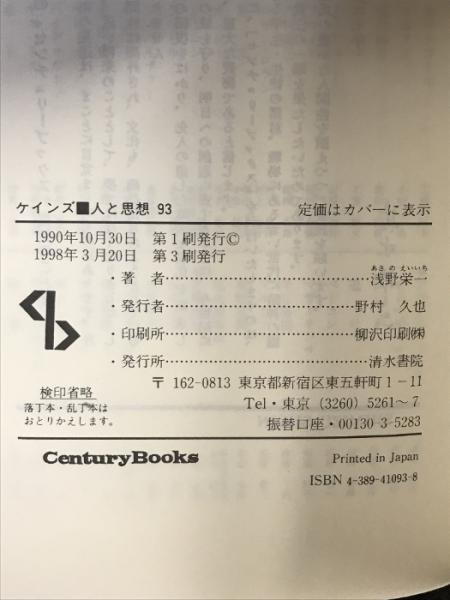 ケインズ■人と思想 93 定価はカバーに表示
1990年10月30日 第1刷発行©
1998年3月20日 第3刷発行
あさ の えいいち
・著者……………………………浅野栄一
・発行者……………………………野村 久也
・印刷所……………………………柳沢印刷㈱
・発行所……………………………清水書院
〒162-0813 東京都新宿区東五軒町1-11
Tel・東京 (3260) 5261〜7
振替口座・00130-3-5283
検印省略
落丁本・乱丁本は
おとりかえします。
CenturyBooks
Printed in Japan
ISBN 4-389-41093-8